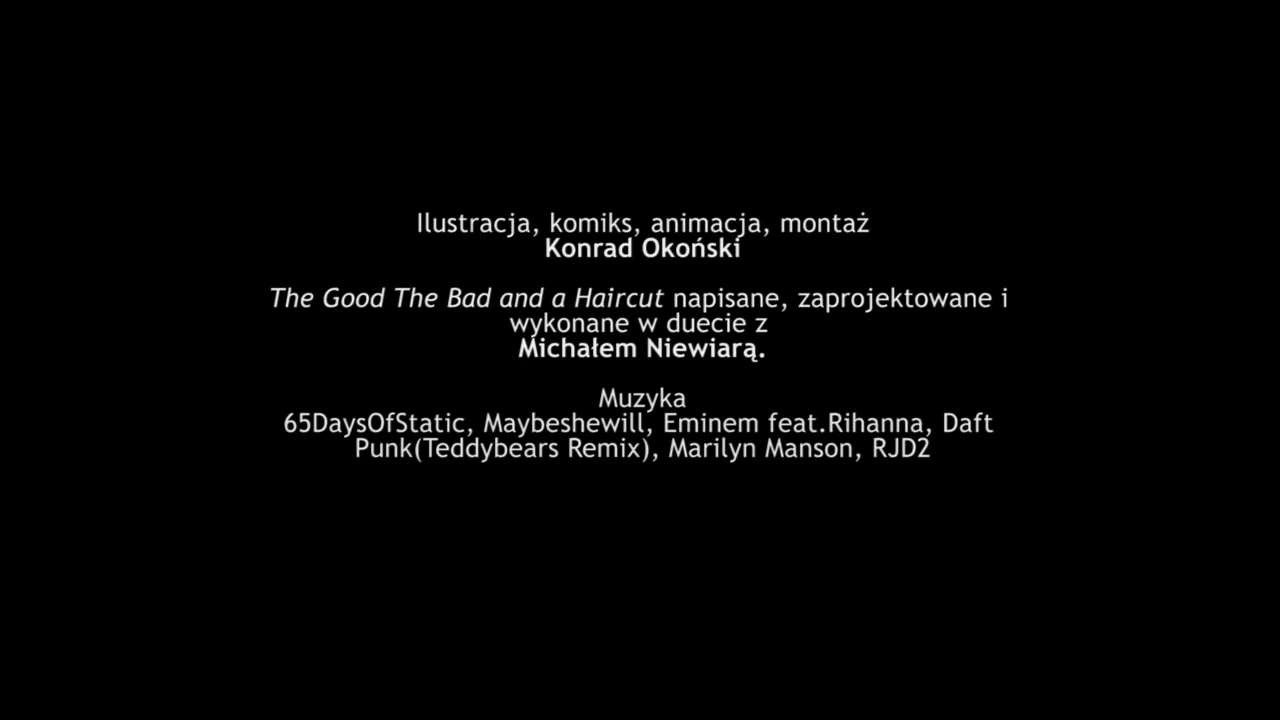 Ilustracja, komiks, animacja, montaż
Konrad Okoński
The Good The Bad and a Haircut napisane, zaprojektowane i
wykonane w duecie z
Michałem Niewiarą.
Muzyka
65DaysOfStatic, Maybeshewill, Eminem feat.Rihanna, Daft
Punk(Teddybears Remix), Marilyn Manson, RJD2